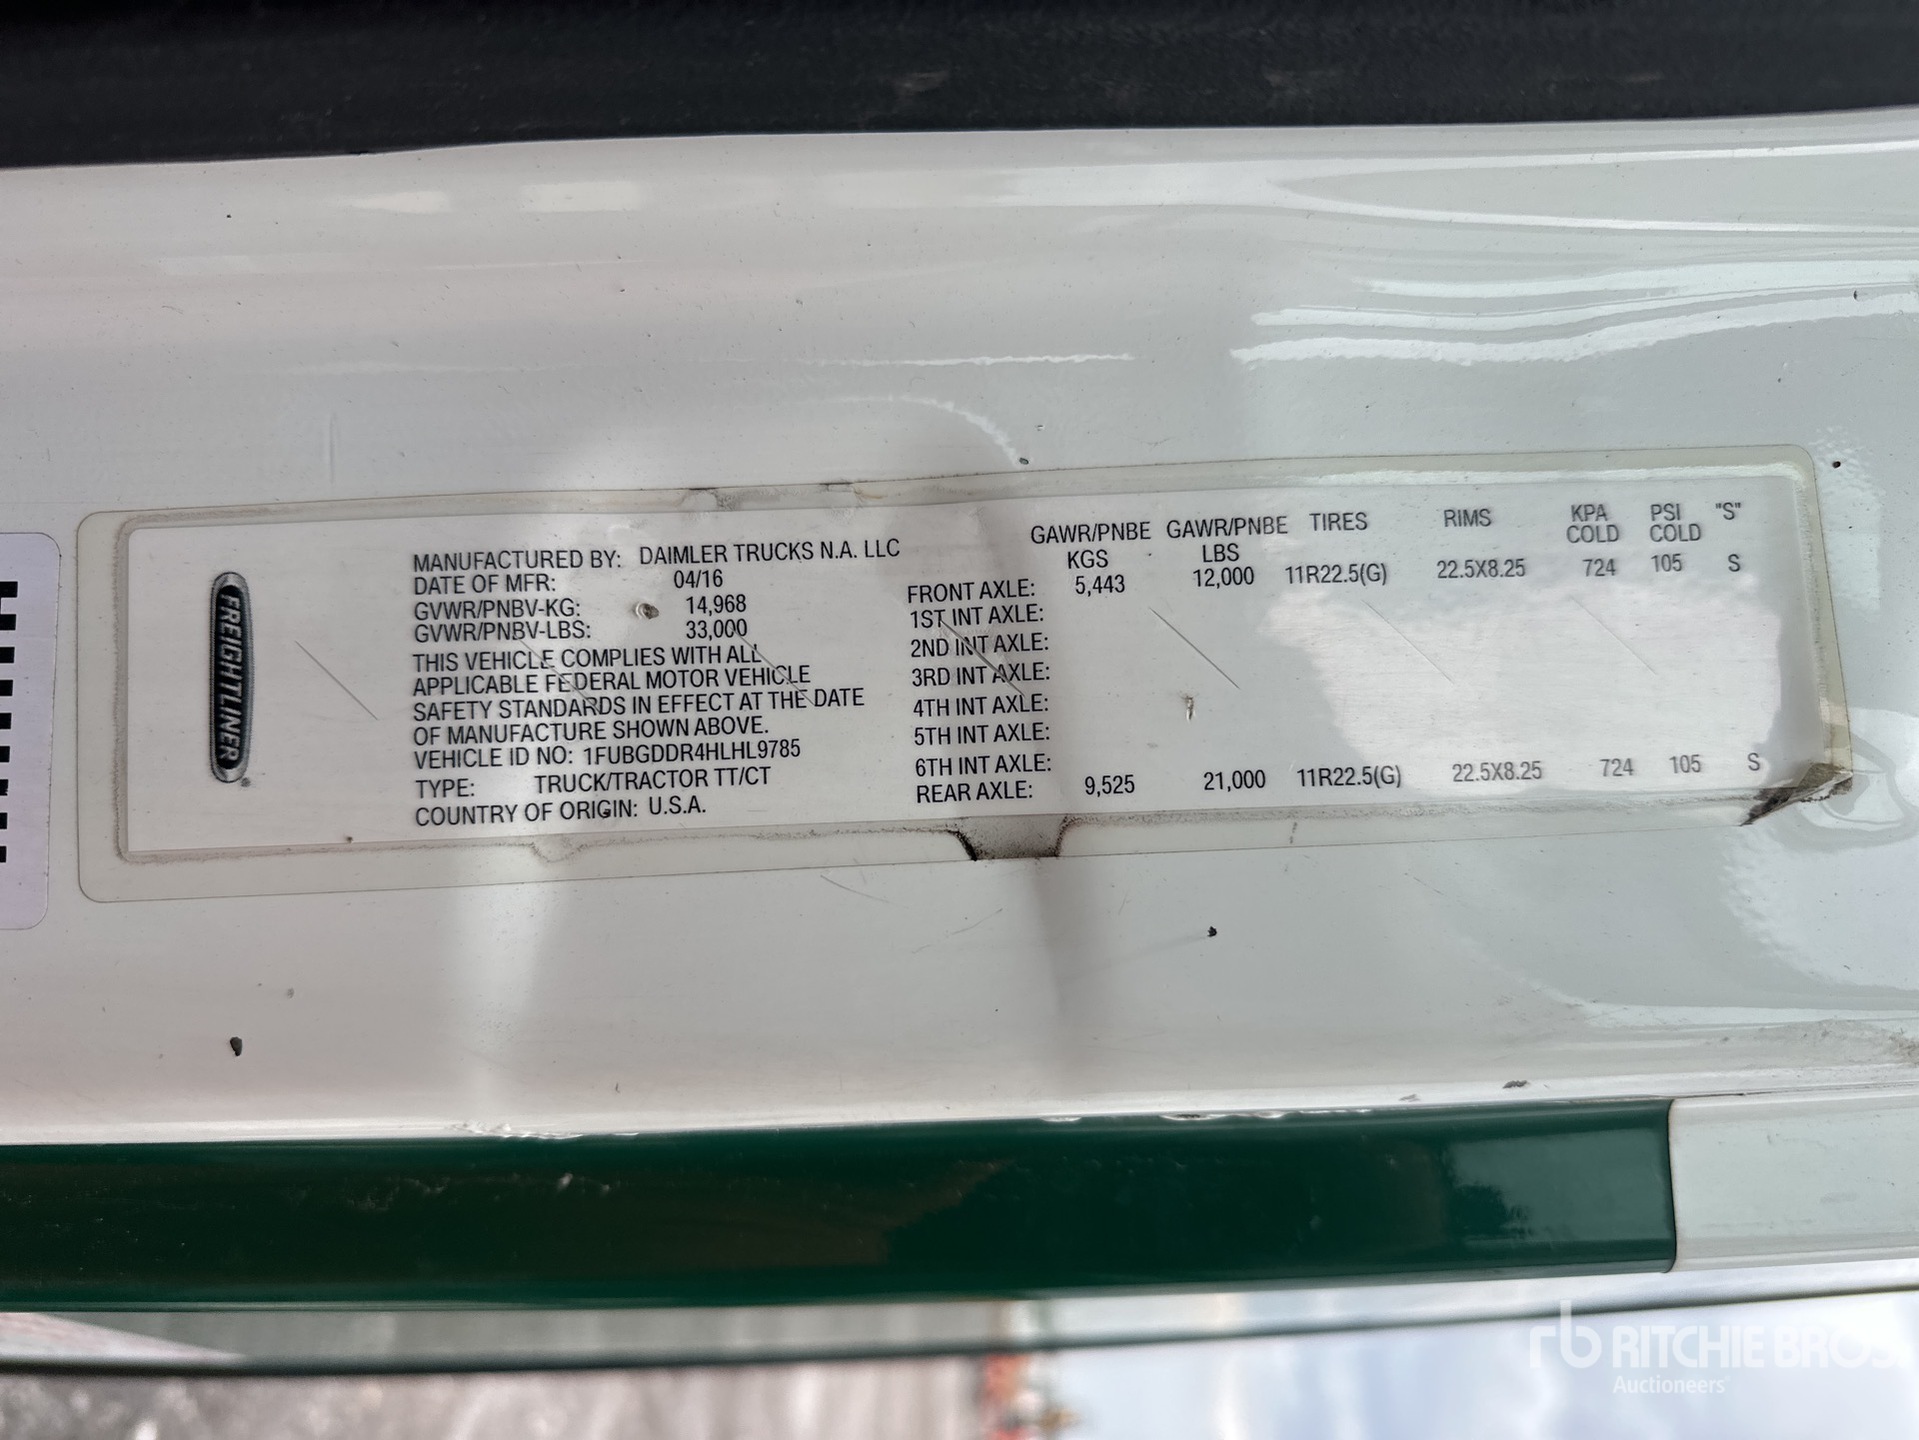 FREIGHTLINER
MANUFACTURED BY: DAIMLER TRUCKS N.A. LLC
DATE OF MFR: 04/16
GVWR/PNBV-KG: 14,968
GVWR/PNBV-LBS: 33,000
THIS VEHICLE COMPLIES WITH ALL
APPLICABLE FEDERAL MOTOR VEHICLE
SAFETY STANDARDS IN EFFECT AT THE DATE
OF MANUFACTURE SHOWN ABOVE.
VEHICLE ID NO: 1FUBGDDR4HLHL9785
TYPE: TRUCK/TRACTOR TT/CT
COUNTRY OF ORIGIN: U.S.A.
GAWR/PNBE GAWR/PNBE TIRES RIMS KPA PSI "S"
KGS LBS COLD COLD
FRONT AXLE: 5,443 12,000 11R22.5(G) 22.5X8.25 724 105 S
1ST INT AXLE:
2ND INT AXLE:
3RD INT AXLE:
4TH INT AXLE:
5TH INT AXLE:
6TH INT AXLE:
REAR AXLE: 9,525 21,000 11R22.5(G) 22.5X8.25 724 105 S
rb RITCHIE BROS.
Auctioneers